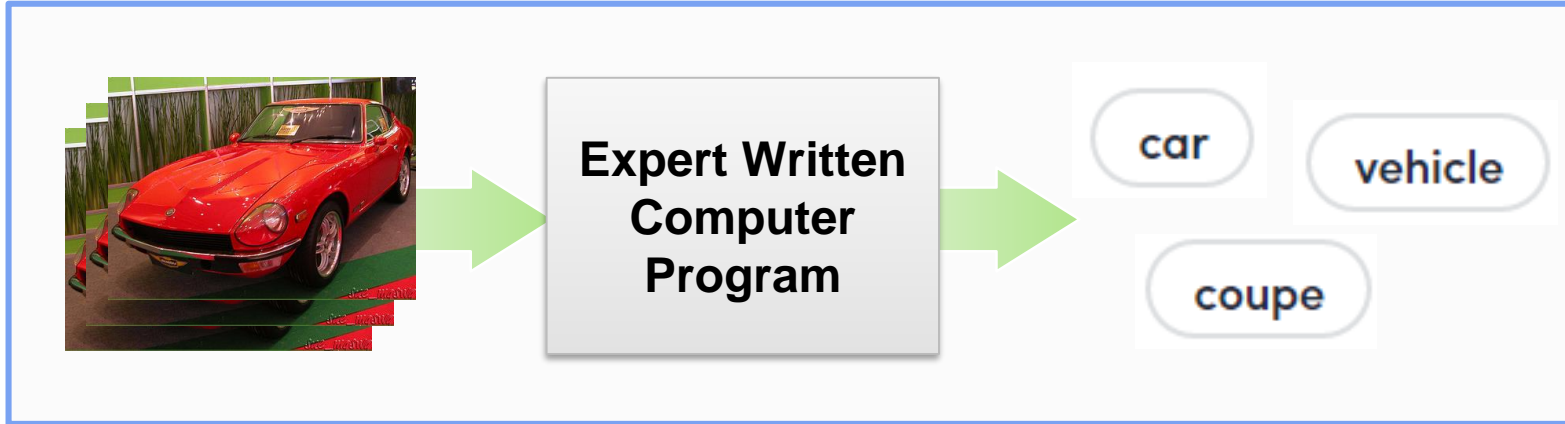 Expert Written
Computer
Program
car
vehicle
coupe